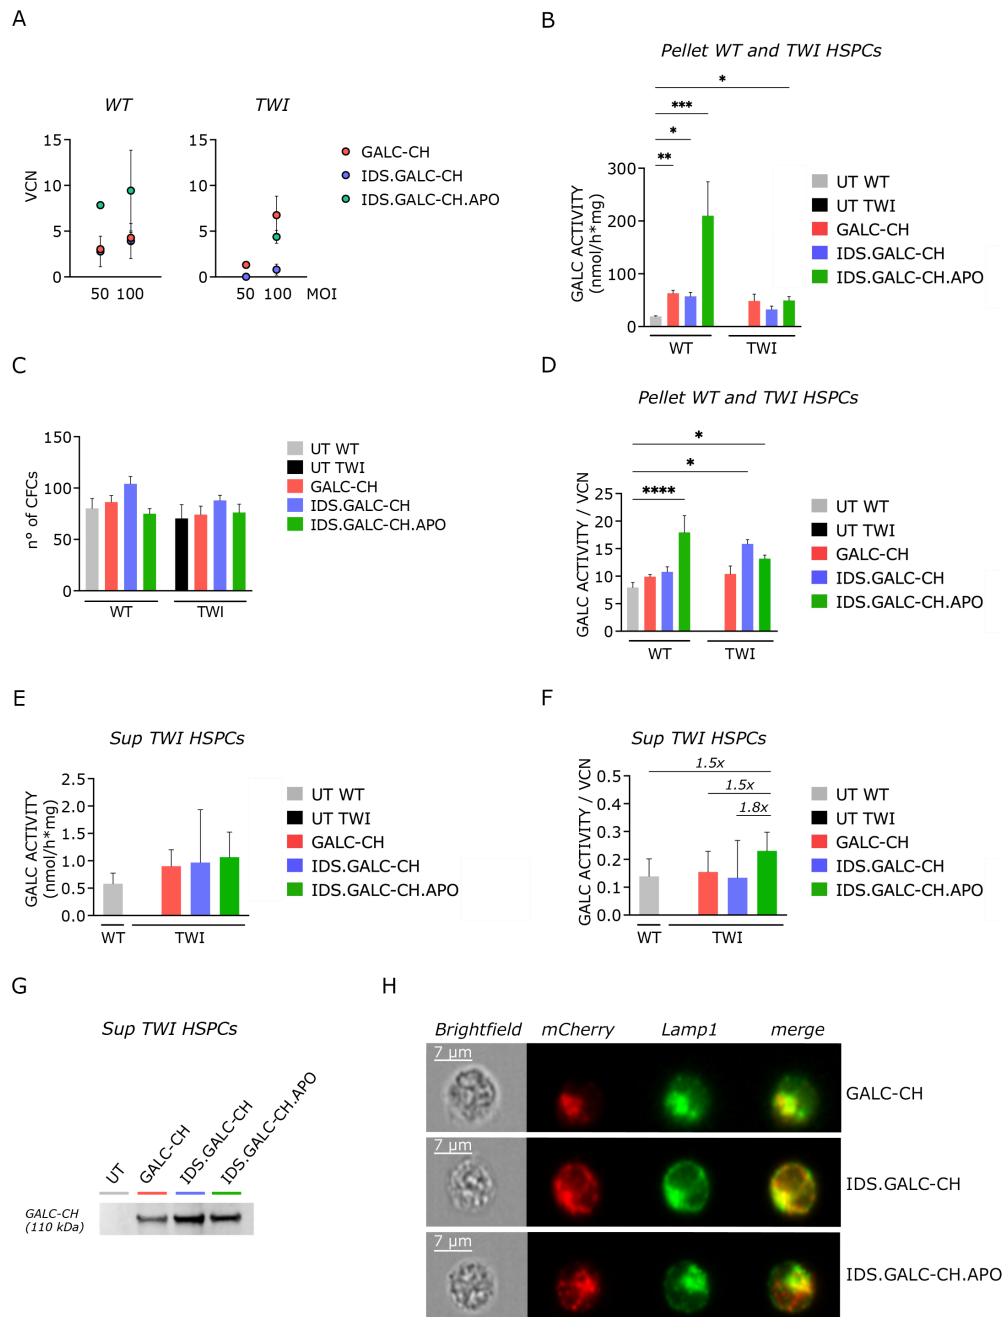 A
WT
TWI
VCN
15
10
5
0
50 100
15
10
5
0
50 100
MOI
GALC-CH
IDS.GALC-CH
IDS.GALC-CH.APO
B
Pellet WT and TWI HSPCs
*
***
*
**
GALC ACTIVITY
(nmol/h*mg)
300
200
100
0
WT
TWI
UT WT
UT TWI
GALC-CH
IDS.GALC-CH
IDS.GALC-CH.APO
C
n° of CFCs
150
100
50
0
WT
TWI
UT WT
UT TWI
GALC-CH
IDS.GALC-CH
IDS.GALC-CH.APO
D
Pellet WT and TWI HSPCs
*
*
****
GALC ACTIVITY / VCN
25
20
15
10
5
0
WT
TWI
UT WT
UT TWI
GALC-CH
IDS.GALC-CH
IDS.GALC-CH.APO
E
Sup TWI HSPCs
GALC ACTIVITY
(nmol/h*mg)
2.5
2.0
1.5
1.0
0.5
0.0
WT
TWI
UT WT
UT TWI
GALC-CH
IDS.GALC-CH
IDS.GALC-CH.APO
F
Sup TWI HSPCs
GALC ACTIVITY / VCN
0.5
0.4
0.3
0.2
0.1
0.0
1.5x
1.5x
1.8x
WT
TWI
UT WT
UT TWI
GALC-CH
IDS.GALC-CH
IDS.GALC-CH.APO
G
Sup TWI HSPCs
UT
GALC-CH
IDS.GALC-CH
IDS.GALC-CH.APO
GALC-CH
(110 kDa)
H
Brightfield mCherry Lamp1 merge
7 µm
GALC-CH
7 µm
IDS.GALC-CH
7 µm
IDS.GALC-CH.APO